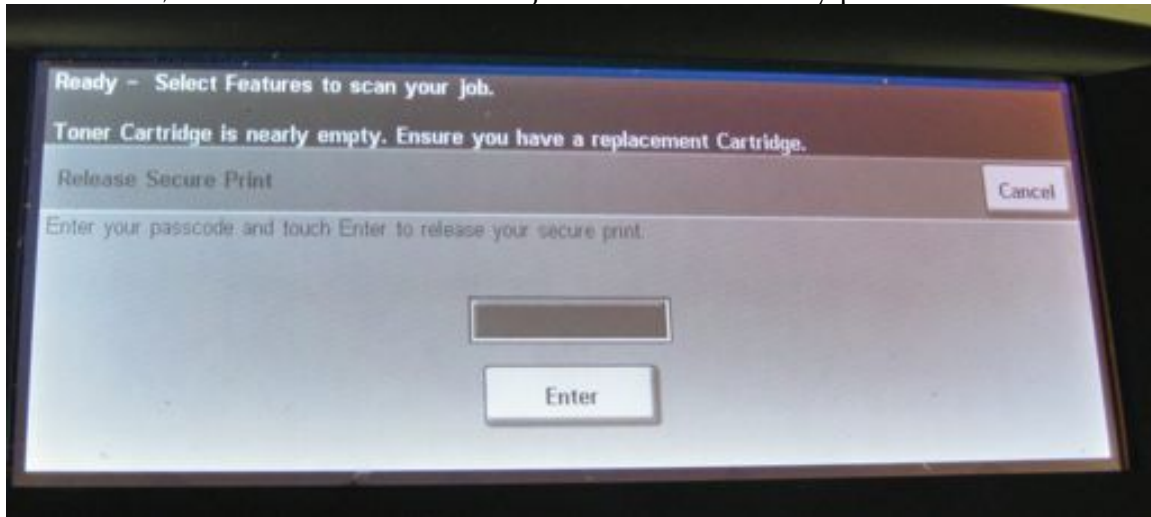 Ready - Select Features to scan your job.
Toner Cartridge is nearly empty. Ensure you have a replacement Cartridge.
Release Secure Print
Cancel
Enter your passcode and touch Enter to release your secure print.
Enter